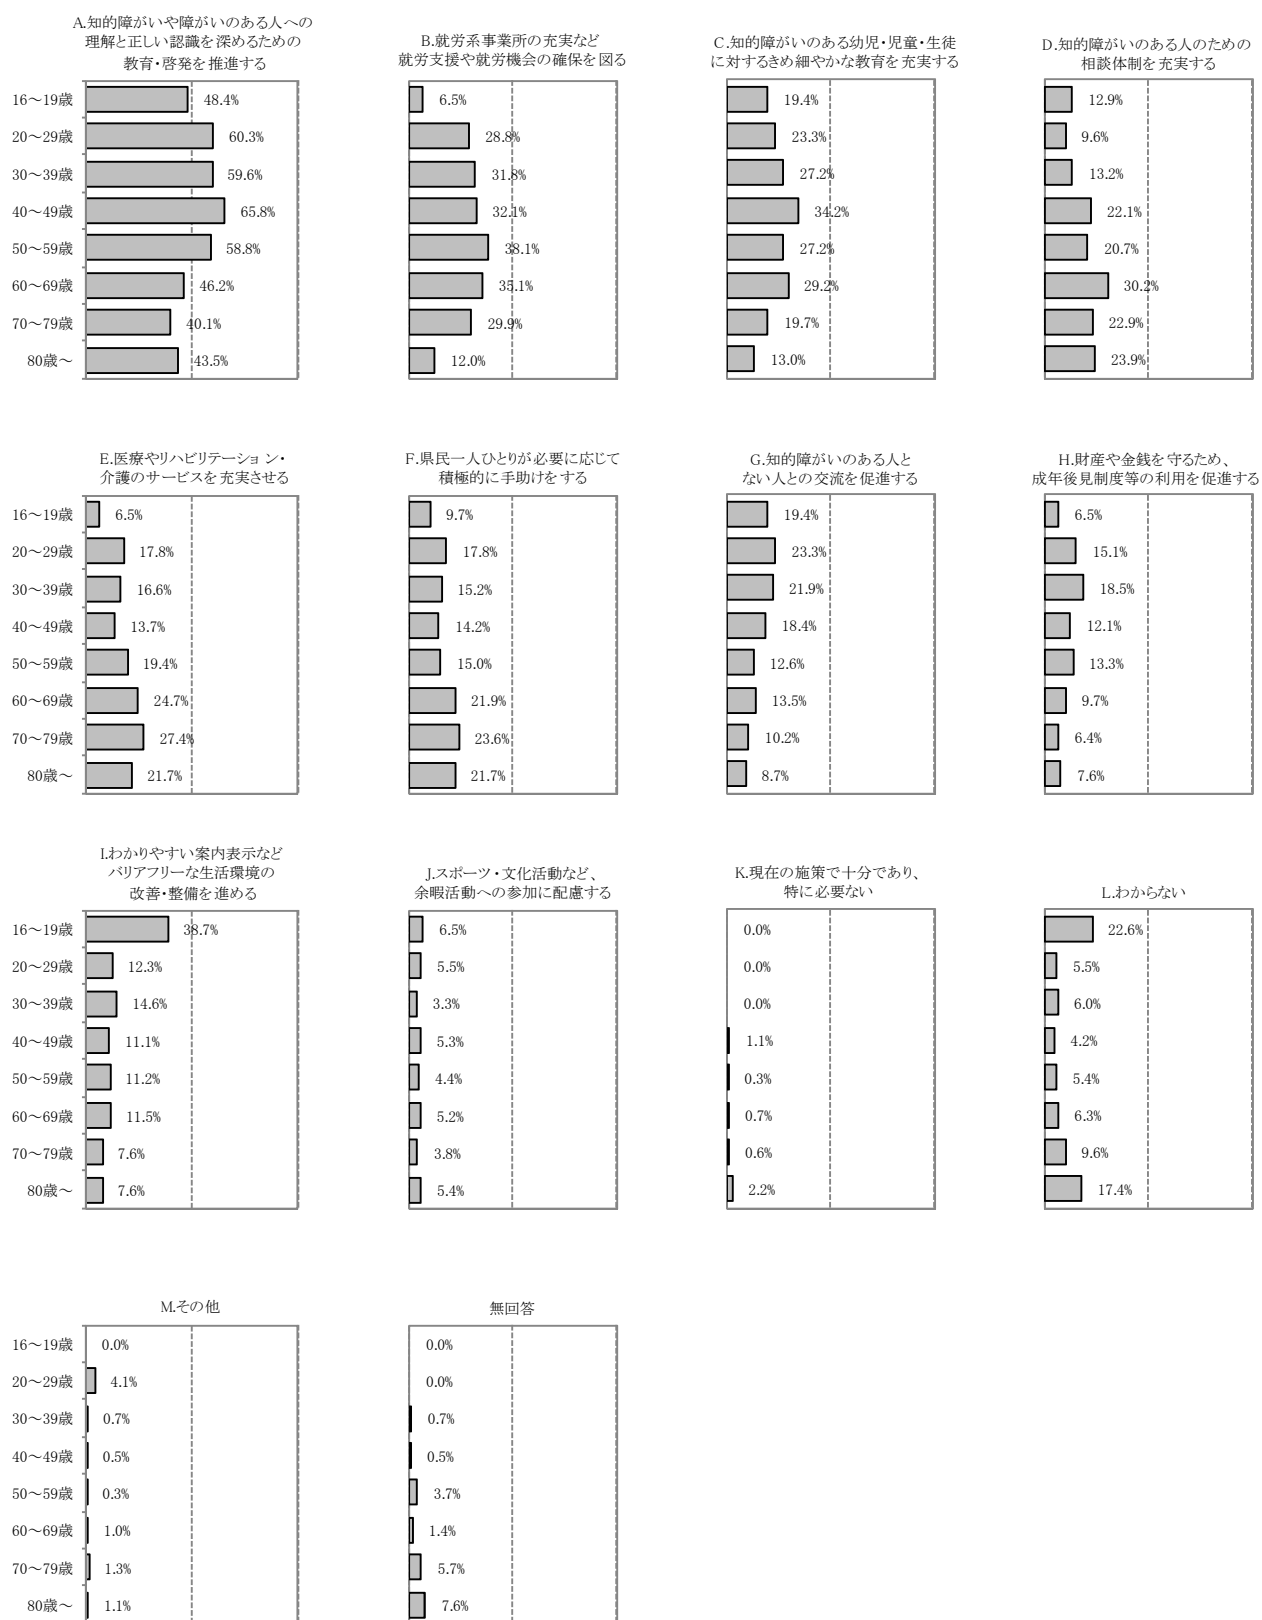 A.知的障がいや障がいのある人への
理解と正しい認識を深めるための
教育・啓発を推進する
B.就労系事業所の充実など
就労支援や就労機会の確保を図る
C.知的障がいのある幼児・児童・生徒
に対するきめ細やかな教育を充実する
D.知的障がいのある人のための
相談体制を充実する
16～19歳 48.4% 6.5% 19.4% 12.9%
20～29歳 60.3% 28.8% 23.3% 9.6%
30～39歳 59.6% 31.8% 27.2% 13.2%
40～49歳 65.8% 32.1% 34.2% 22.1%
50～59歳 58.8% 38.1% 27.2% 20.7%
60～69歳 46.2% 35.1% 29.2% 30.2%
70～79歳 40.1% 29.9% 19.7% 22.9%
80歳～ 43.5% 12.0% 13.0% 23.9%
E.医療やリハビリテーション・
介護のサービスを充実させる
F.県民一人ひとりが必要に応じて
積極的に手助けをする
G.知的障がいのある人と
ない人との交流を促進する
H.財産や金銭を守るため、
成年後見制度等の利用を促進する
16～19歳 6.5% 9.7% 19.4% 6.5%
20～29歳 17.8% 17.8% 23.3% 15.1%
30～39歳 16.6% 15.2% 21.9% 18.5%
40～49歳 13.7% 14.2% 18.4% 12.1%
50～59歳 19.4% 15.0% 12.6% 13.3%
60～69歳 24.7% 21.9% 13.5% 9.7%
70～79歳 27.4% 23.6% 10.2% 6.4%
80歳～ 21.7% 21.7% 8.7% 7.6%
I.わかりやすい案内表示など
バリアフリーな生活環境の
改善・整備を進める
J.スポーツ・文化活動など、
余暇活動への参加に配慮する
K.現在の施策で十分であり、
特に必要ない
L.わからない
16～19歳 38.7% 6.5% 0.0% 22.6%
20～29歳 12.3% 5.5% 0.0% 5.5%
30～39歳 14.6% 3.3% 0.0% 6.0%
40～49歳 11.1% 5.3% 1.1% 4.2%
50～59歳 11.2% 4.4% 0.3% 5.4%
60～69歳 11.5% 5.2% 0.7% 6.3%
70～79歳 7.6% 3.8% 0.6% 9.6%
80歳～ 7.6% 5.4% 2.2% 17.4%
M.その他
無回答
16～19歳 0.0% 0.0%
20～29歳 4.1% 0.0%
30～39歳 0.7% 0.7%
40～49歳 0.5% 0.5%
50～59歳 0.3% 3.7%
60～69歳 1.0% 1.4%
70～79歳 1.3% 5.7%
80歳～ 1.1% 7.6%